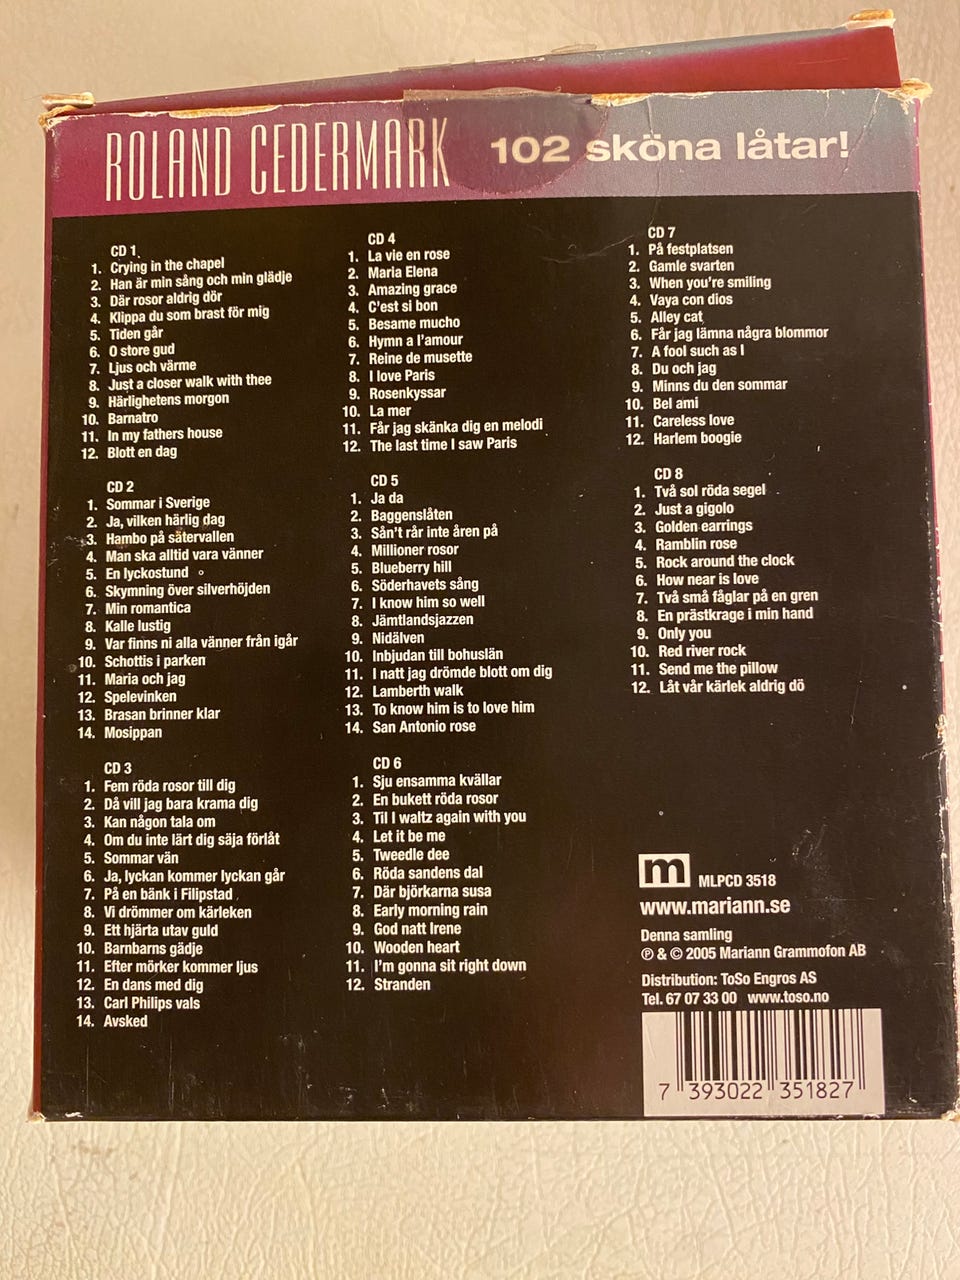 ROLAND CEDERMARK 102 sköna låtar!
CD 1
1. Crying in the chapel
2. Han är min sång och min glädje
3. Där rosor aldrig dör
4. Klippa du som brast för mig
5. Tiden går
6. O store gud
7. Ljus och värme
8. Just a closer walk with thee
9. Härlighetens morgon
10. Barnatro
11. In my fathers house
12. Blott en dag
CD 2
1. Sommar i Sverige
2. Ja, vilken härlig dag
3. Hambo på sätervallen
4. Man ska alltid vara vänner
5. En lyckostund
6. Skymning över silverhöjden
7. Min romantica
8. Kalle lustig
9. Var finns ni alla vänner från igår
10. Schottis i parken
11. Maria och jag
12. Spelevinken
13. Brasan brinner klar
14. Mosippan
CD 3
1. Fem röda rosor till dig
2. Då vill jag bara krama dig
3. Kan någon tala om
4. Om du inte lärt dig säja förlåt
5. Sommar vän
6. Ja, lyckan kommer lyckan går
7. På en bänk i Filipstad
8. Vi drömmer om kärleken
9. Ett hjärta utav guld
10. Barnbarns gädje
11. Efter mörker kommer ljus
12. En dans med dig
13. Carl Philips vals
14. Avsked
CD 4
1. La vie en rose
2. Maria Elena
3. Amazing grace
4. C'est si bon
5. Besame mucho
6. Hymn a l'amour
7. Reine de musette
8. I love Paris
9. Rosenkyssar
10. La mer
11. Får jag skänka dig en melodi
12. The last time I saw Paris
CD 5
1. Ja da
2. Baggenslåten
3. Sån't rår inte åren på
4. Millioner rosor
5. Blueberry hill
6. Söderhavets sång
7. I know him so well
8. Jämtlandsjazzen
9. Nidälven
10. Inbjudan till bohuslän
11. I natt jag drömde blott om dig
12. Lamberth walk
13. To know him is to love him
14. San Antonio rose
CD 6
1. Sju ensamma kvällar
2. En bukett röda rosor
3. Til I waltz again with you
4. Let it be me
5. Tweedle dee
6. Röda sandens dal
7. Där björkarna susa
8. Early morning rain
9. God natt Irene
10. Wooden heart
11. I'm gonna sit right down
12. Stranden
CD 7
1. På festplatsen
2. Gamle svarten
3. When you're smiling
4. Vaya con dios
5. Alley cat
6. Får jag lämna några blommor
7. A fool such as I
8. Du och jag
9. Minns du den sommar
10. Bel ami
11. Careless love
12. Harlem boogie
CD 8
1. Två sol röda segel
2. Just a gigolo
3. Golden earrings
4. Ramblin rose
5. Rock around the clock
6. How near is love
7. Två små fåglar på en gren
8. En prästkrage i min hand
9. Only you
10. Red river rock
11. Send me the pillow
12. Låt vår kärlek aldrig dö
m MLPCD 3518
www.mariann.se
Denna samling
℗ & © 2005 Mariann Grammofon AB
Distribution: ToSo Engros AS
Tel. 67 07 33 00 www.toso.no
7 393022 351827